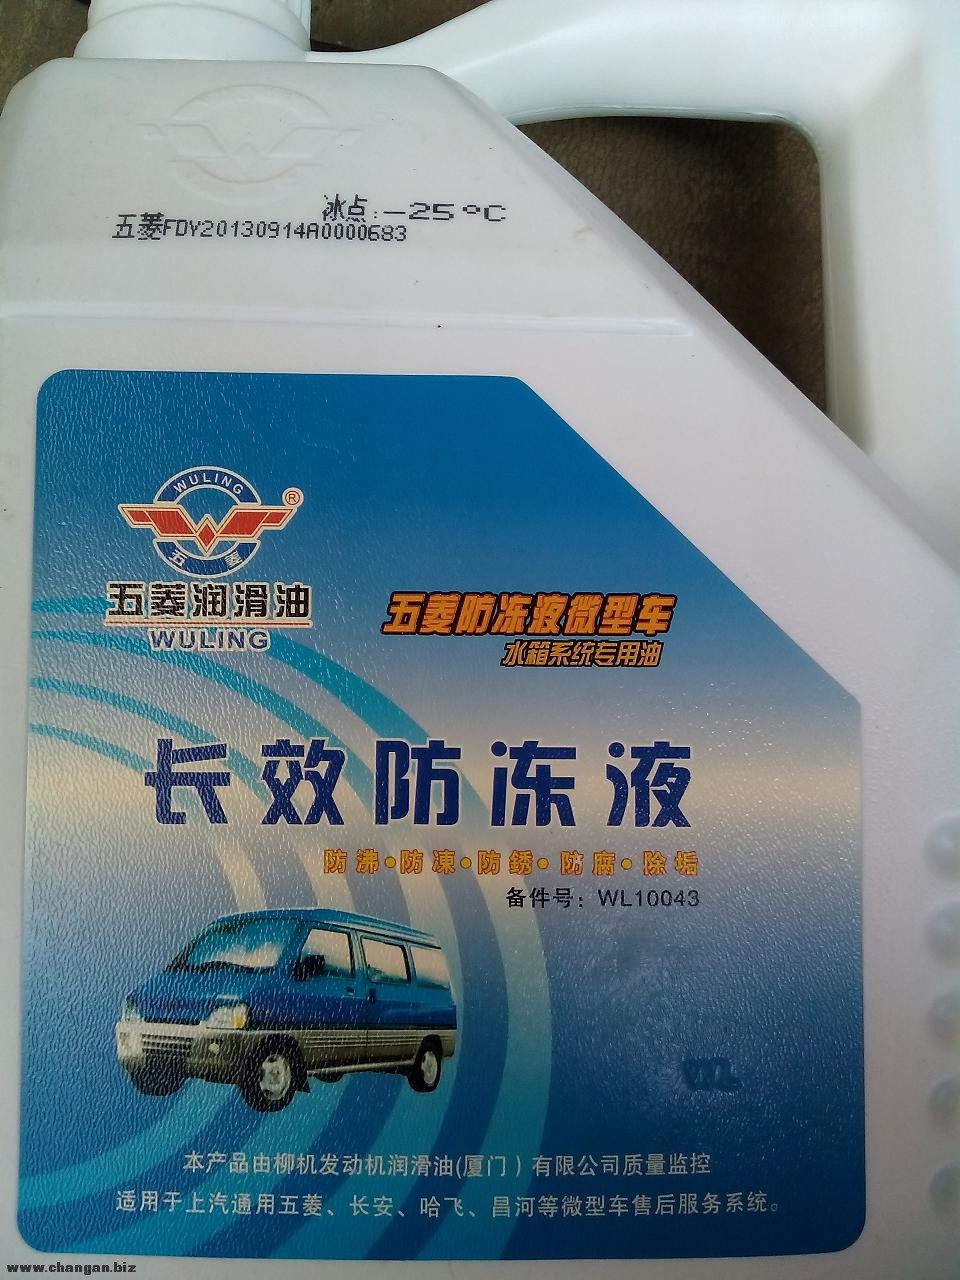 冰点:-25°C
五菱FDY20130914A0000683
WULING
®
五菱
五菱润滑油
WULING
五菱防冻液微型车
水箱系统专用油
长效防冻液
防沸•防凍•防銹•防腐•除垢
备件号：WL10043
WL
本产品由柳机发动机润滑油(厦门）有限公司质量监控
适用于上汽通用五菱、长安、哈飞、昌河等微型车售后服务系统。
www.changan.biz